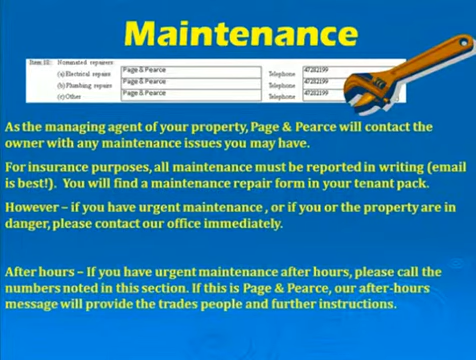 Maintenance
Item 18: Nominated repairers
(a) Electrical repairs Page & Pearce Telephone 47282199
(b) Plumbing repairs Page & Pearce Telephone 47282199
(c) Other Page & Pearce Telephone 47282199
As the managing agent of your property, Page & Pearce will contact the
owner with any maintenance issues you may have.
For insurance purposes, all maintenance must be reported in writing (email
is best!). You will find a maintenance repair form in your tenant pack.
However – if you have urgent maintenance , or if you or the property are in
danger, please contact our office immediately.
After hours – If you have urgent maintenance after hours, please call the
numbers noted in this section. If this is Page & Pearce, our after-hours
message will provide the trades people and further instructions.